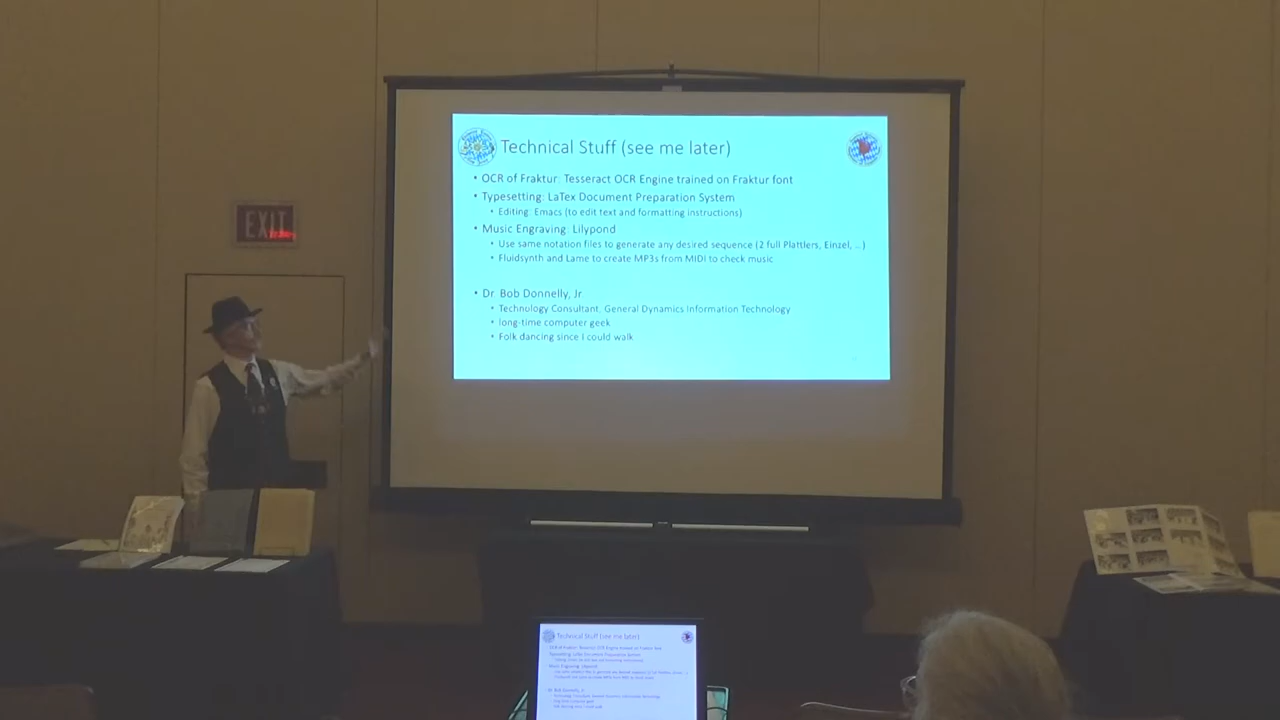 Technical Stuff (see me later)
• OCR of Fraktur: Tesseract OCR Engine trained on Fraktur font
• Typesetting: LaTex Document Preparation System
• Editing: Emacs (to edit text and formatting instructions)
• Music Engraving: Lilypond
• Use same notation files to generate any desired sequence (2 full Plattlers, Einzel, ...)
• Fluidsynth and Lame to create MP3s from MIDI to check music
• Dr. Bob Donnelly, Jr.
• Technology Consultant, General Dynamics Information Technology
• long-time computer geek
• Folk dancing since I could walk
EXIT
Technical Stuff (see me later)